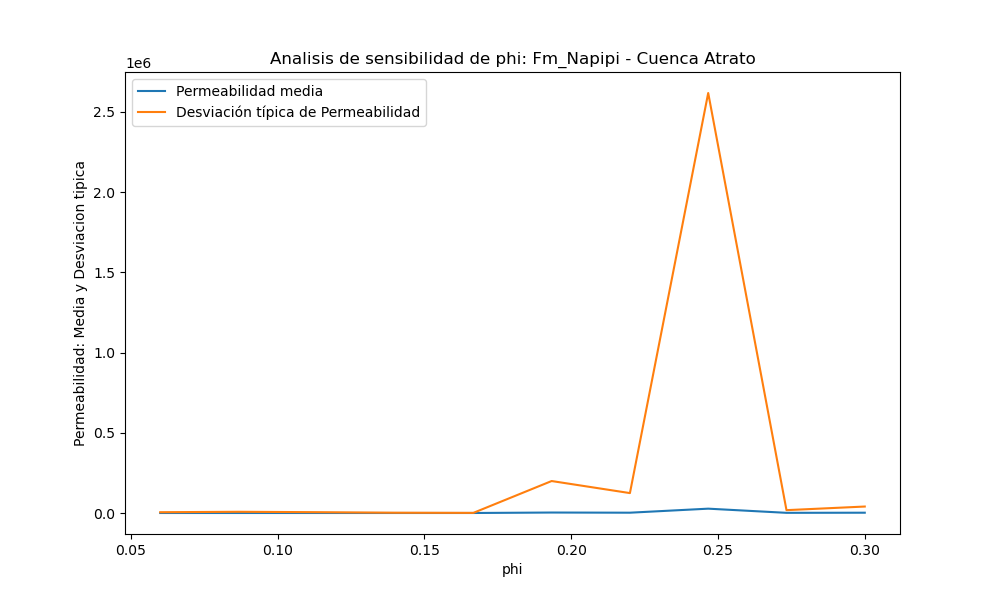 Analisis de sensibilidad de phi: Fm_Napipi - Cuenca Atrato
1e6
Permeabilidad media
Desviación típica de Permeabilidad
Permeabilidad: Media y Desviacion tipica
2.5
2.0
1.5
1.0
0.5
0.0
0.05 0.10 0.15 0.20 0.25 0.30
phi